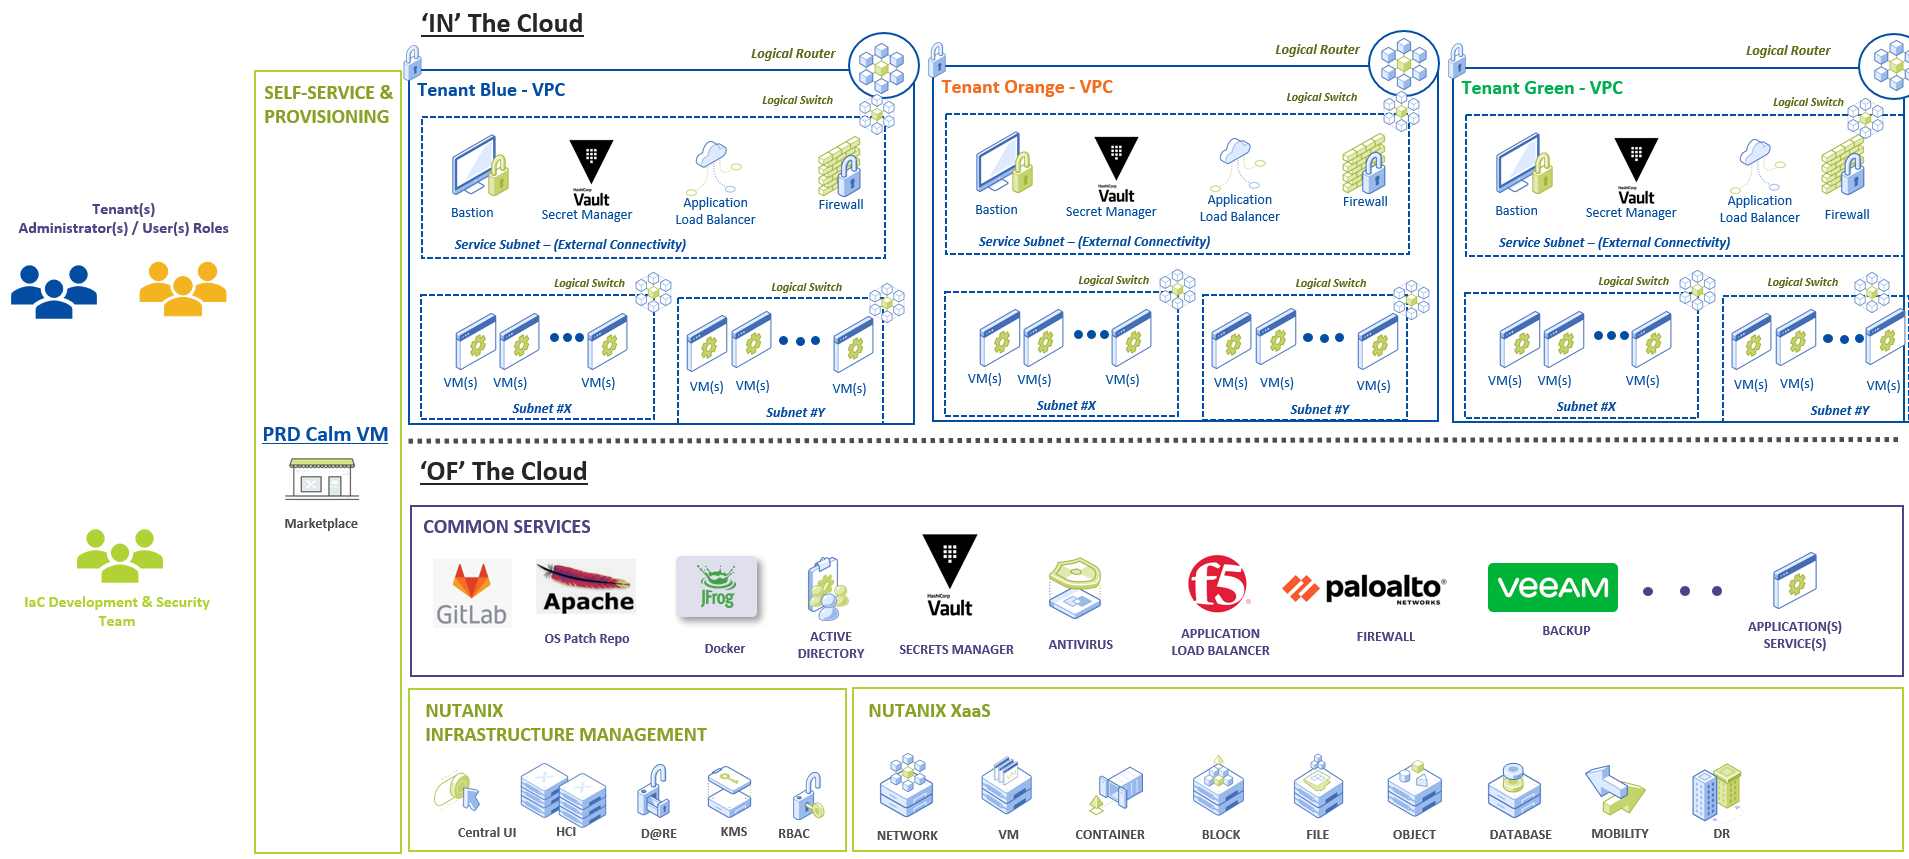 'IN' The Cloud
Tenant(s)
Administrator(s) / User(s) Roles
IaC Development & Security
Team
SELF-SERVICE &
PROVISIONING
PRD Calm VM
Marketplace
Logical Router
Tenant Blue - VPC
Logical Switch
Bastion
HashiCorp
Vault
Secret Manager
Application
Load Balancer
Firewall
Service Subnet – (External Connectivity)
Logical Switch
VM(s)
VM(s)
VM(s)
Subnet #X
Logical Switch
VM(s)
VM(s)
VM(s)
Subnet #Y
Logical Router
Tenant Orange - VPC
Logical Switch
Bastion
HashiCorp
Vault
Secret Manager
Application
Load Balancer
Firewall
Service Subnet – (External Connectivity)
Logical Switch
VM(s)
VM(s)
VM(s)
Subnet #X
Logical Switch
VM(s)
VM(s)
VM(s)
Subnet #Y
Logical Router
Tenant Green - VPC
Logical Switch
Bastion
HashiCorp
Vault
Secret Manager
Application
Load Balancer
Firewall
Service Subnet – (External Connectivity)
Logical Switch
VM(s)
VM(s)
VM(s)
Subnet #X
Logical Switch
VM(s)
VM(s)
VM(s)
Subnet #Y
'OF' The Cloud
COMMON SERVICES
GitLab
Apache
OS Patch Repo
JFrog
Docker
ACTIVE
DIRECTORY
HashiCorp
Vault
SECRETS MANAGER
ANTIVIRUS
f5®
APPLICATION
LOAD BALANCER
paloalto®
NETWORKS
FIREWALL
veeAM
BACKUP
APPLICATION(S)
SERVICE(S)
NUTANIX
INFRASTRUCTURE MANAGEMENT
Central UI
HCI
D@RE
KMS
RBAC
NUTANIX XaaS
NETWORK
VM
CONTAINER
BLOCK
FILE
OBJECT
DATABASE
MOBILITY
DR